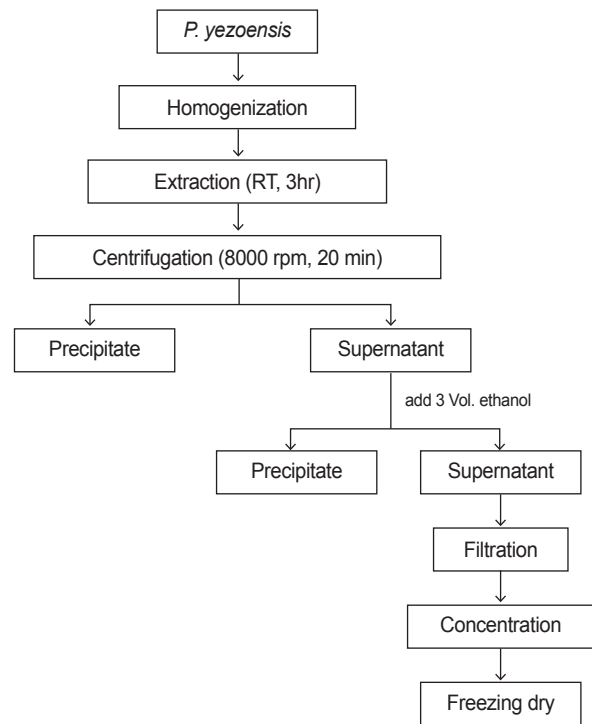 P. yezoensis
Homogenization
Extraction (RT, 3hr)
Centrifugation (8000 rpm, 20 min)
Precipitate
Supernatant
add 3 Vol. ethanol
Precipitate
Supernatant
Filtration
Concentration
Freezing dry